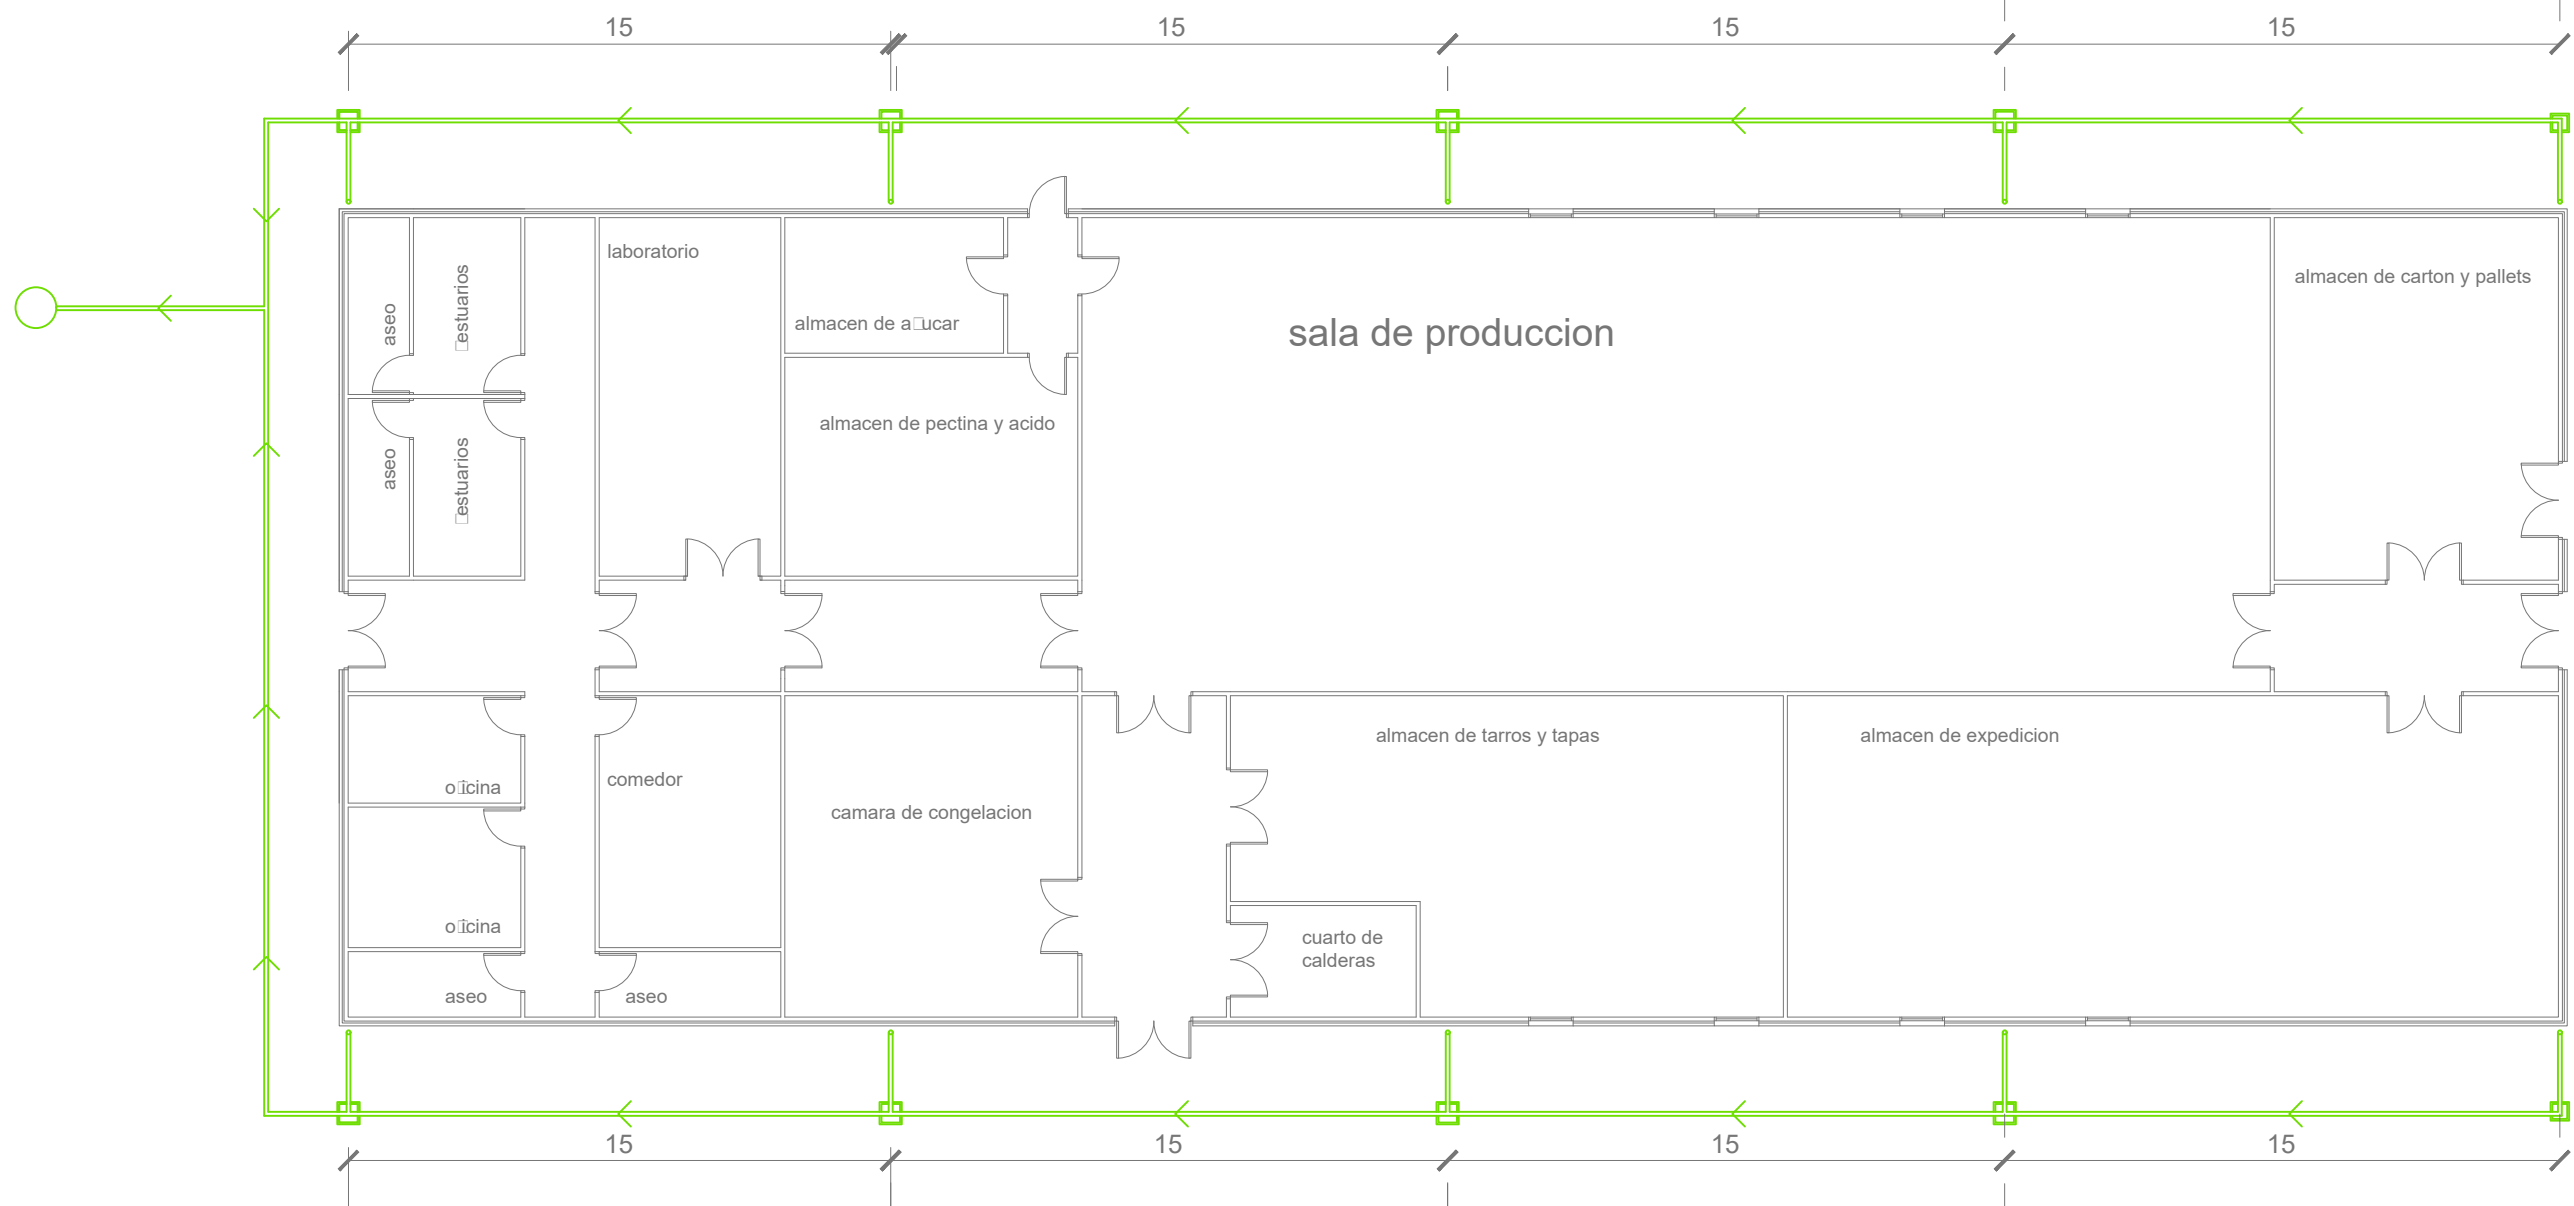 15
15
15
15
laboratorio
almacen de carton y pallets
aseo
□estuarios
almacen de a□ucar
sala de produccion
almacen de pectina y acido
aseo
□estuarios
almacen de tarros y tapas
almacen de expedicion
o□icina
comedor
camara de congelacion
o□icina
cuarto de
calderas
aseo
aseo
15
15
15
15